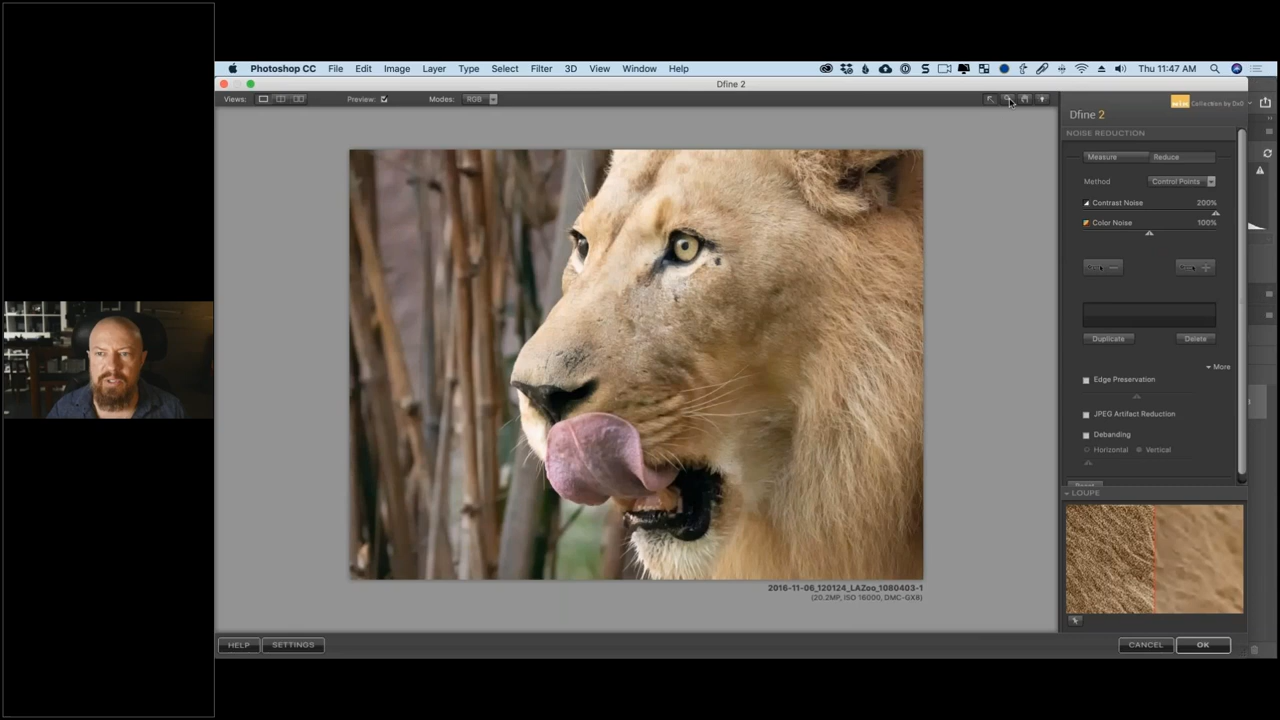 Photoshop CC File Edit Image Layer Type Select Filter 3D View Window Help Thu 11:47 AM
Dfine 2
Views: Preview: Modes: RGB
Collection by DxO
Dfine 2
NOISE REDUCTION
Measure Reduce
Method Control Points
Contrast Noise 200%
Color Noise 100%
Duplicate Delete
More
Edge Preservation
JPEG Artifact Reduction
Debanding
Horizontal Vertical
LOUPE
2016-11-06_120124_LAZoo_1080403-1
(20.2MP, ISO 16000, DMC-GX8)
HELP SETTINGS CANCEL OK